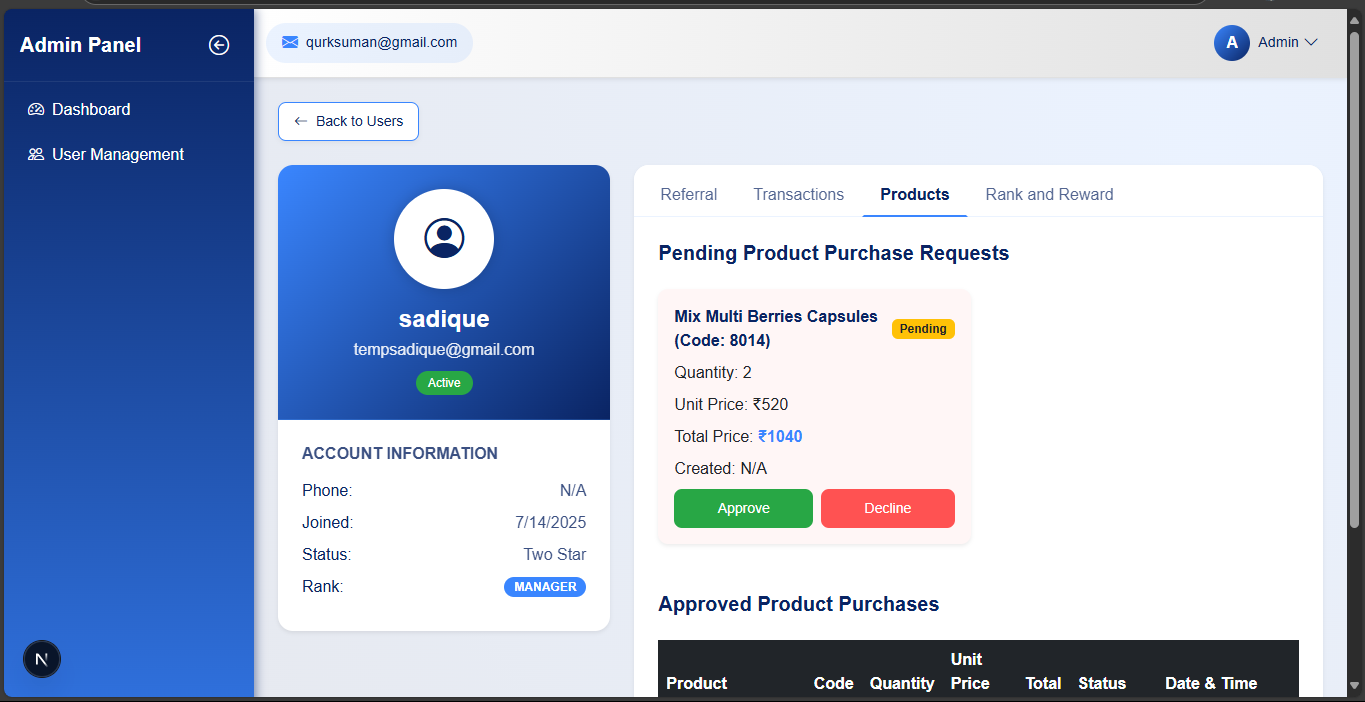 Admin Panel
qurksuman@gmail.com
A
Admin
Dashboard
User Management
N
Back to Users
sadique
tempsadique@gmail.com
Active
ACCOUNT INFORMATION
Phone: N/A
Joined: 7/14/2025
Status: Two Star
Rank: MANAGER
Referral Transactions Products Rank and Reward
Pending Product Purchase Requests
Mix Multi Berries Capsules
(Code: 8014)
Pending
Quantity: 2
Unit Price: ₹520
Total Price: ₹1040
Created: N/A
Approve Decline
Approved Product Purchases
Product Code Quantity Unit Price Total Status Date & Time